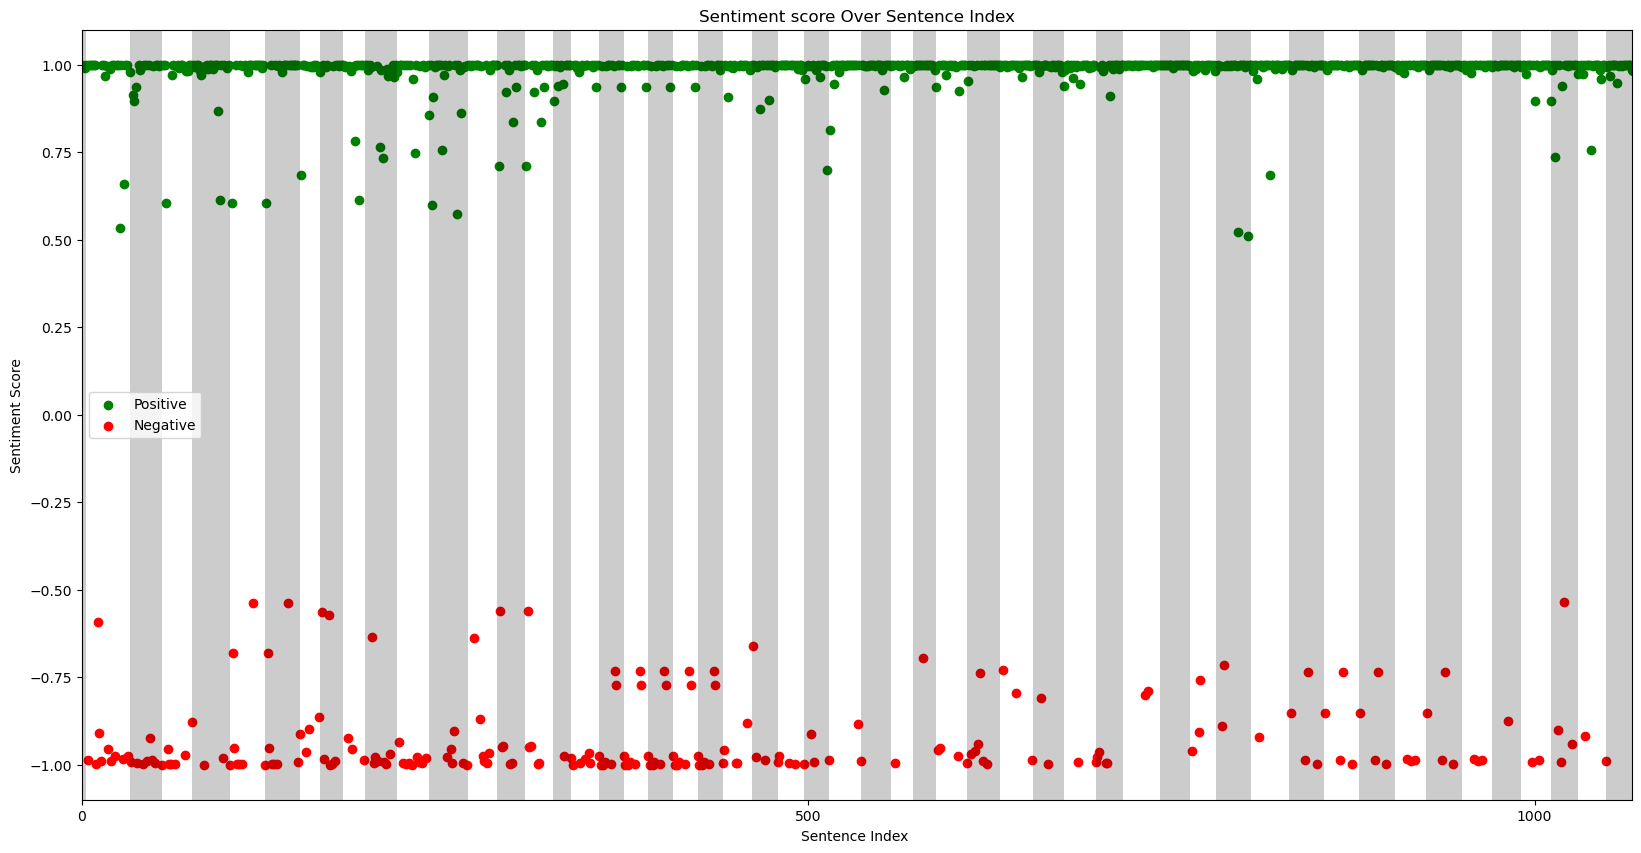 Sentiment score Over Sentence Index
1.00
0.75
0.50
0.25
0.00
−0.25
−0.50
−0.75
−1.00
Sentiment Score
Positive
Negative
0
500
1000
Sentence Index